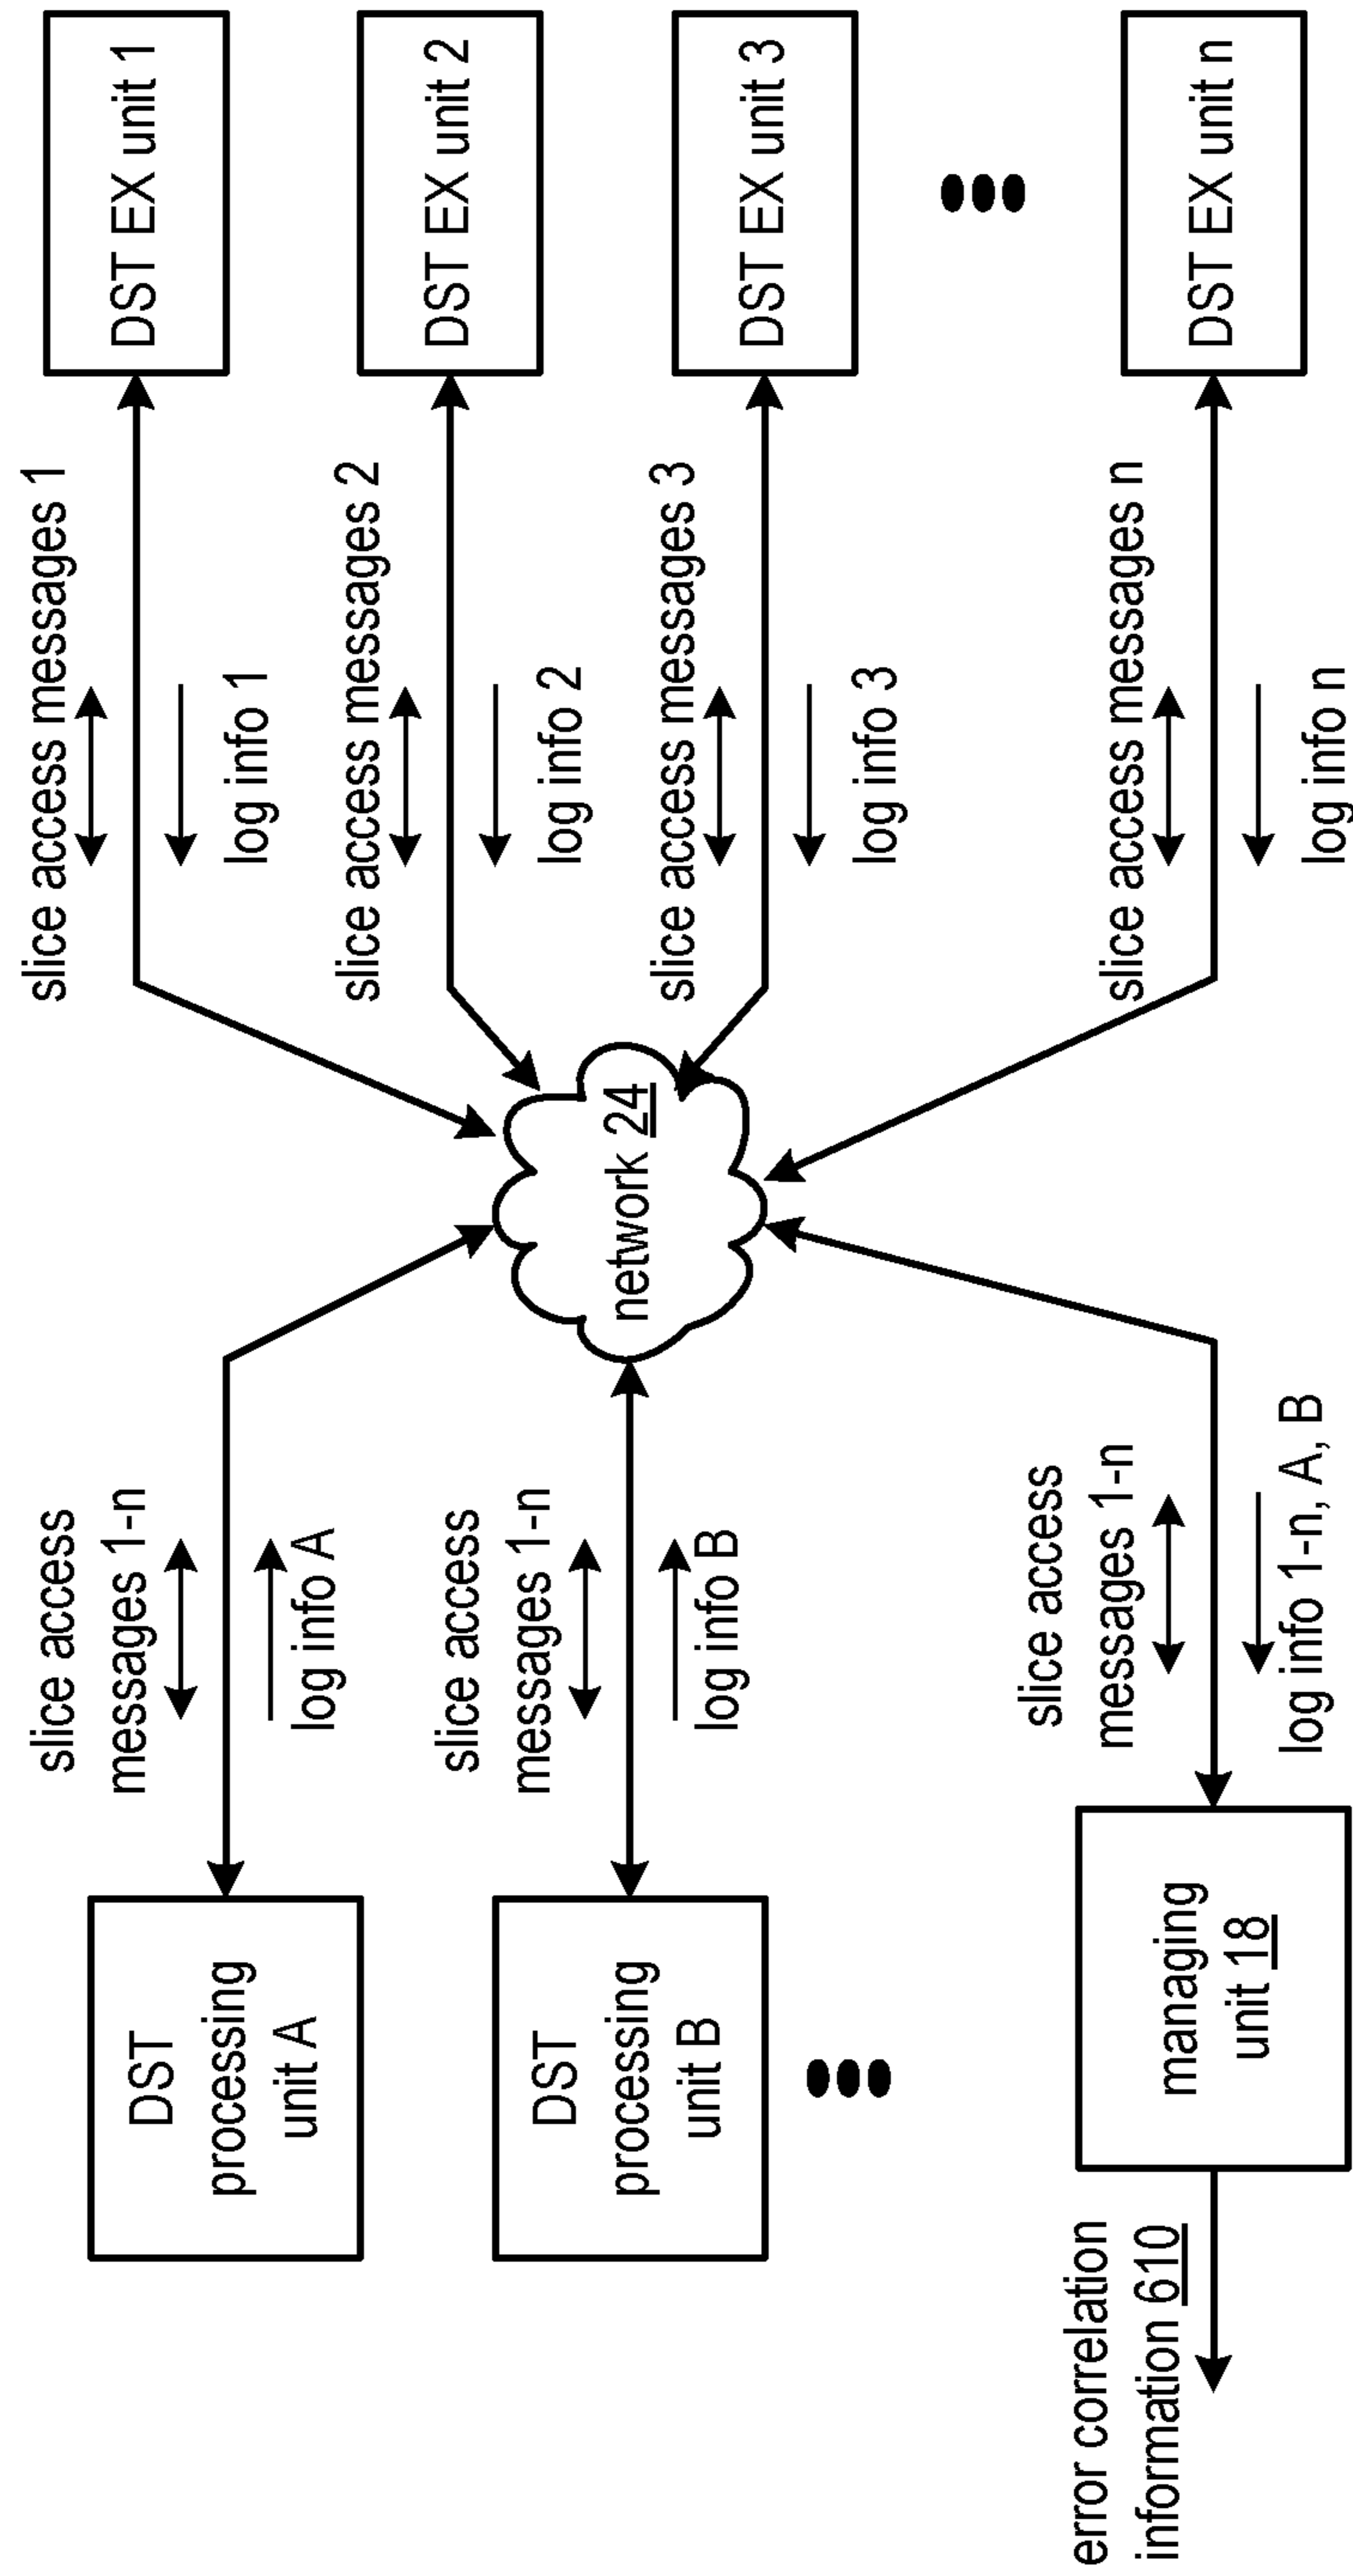 DST
processing
unit A
slice access
messages 1-n
log info A
DST
processing
unit B
slice access
messages 1-n
log info B
error correlation
information 610
managing
unit 18
slice access
messages 1-n
log info 1-n, A, B
network 24
slice access messages 1
log info 1
DST EX unit 1
slice access messages 2
log info 2
DST EX unit 2
slice access messages 3
log info 3
DST EX unit 3
slice access messages n
log info n
DST EX unit n